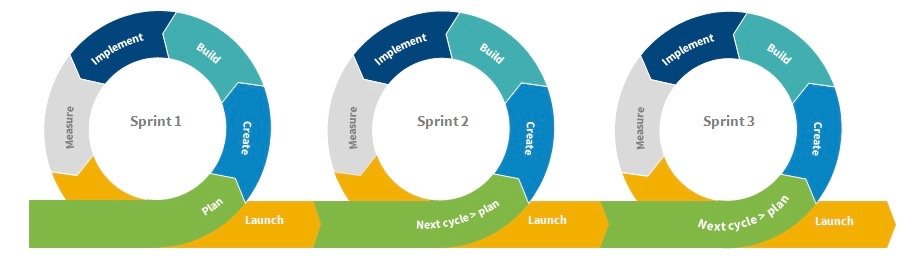 Implement
Build
Measure
Sprint 1
Create
Plan
Launch
Implement
Build
Measure
Sprint 2
Create
Next cycle > plan
Launch
Implement
Build
Measure
Sprint 3
Create
Next cycle > plan
Launch